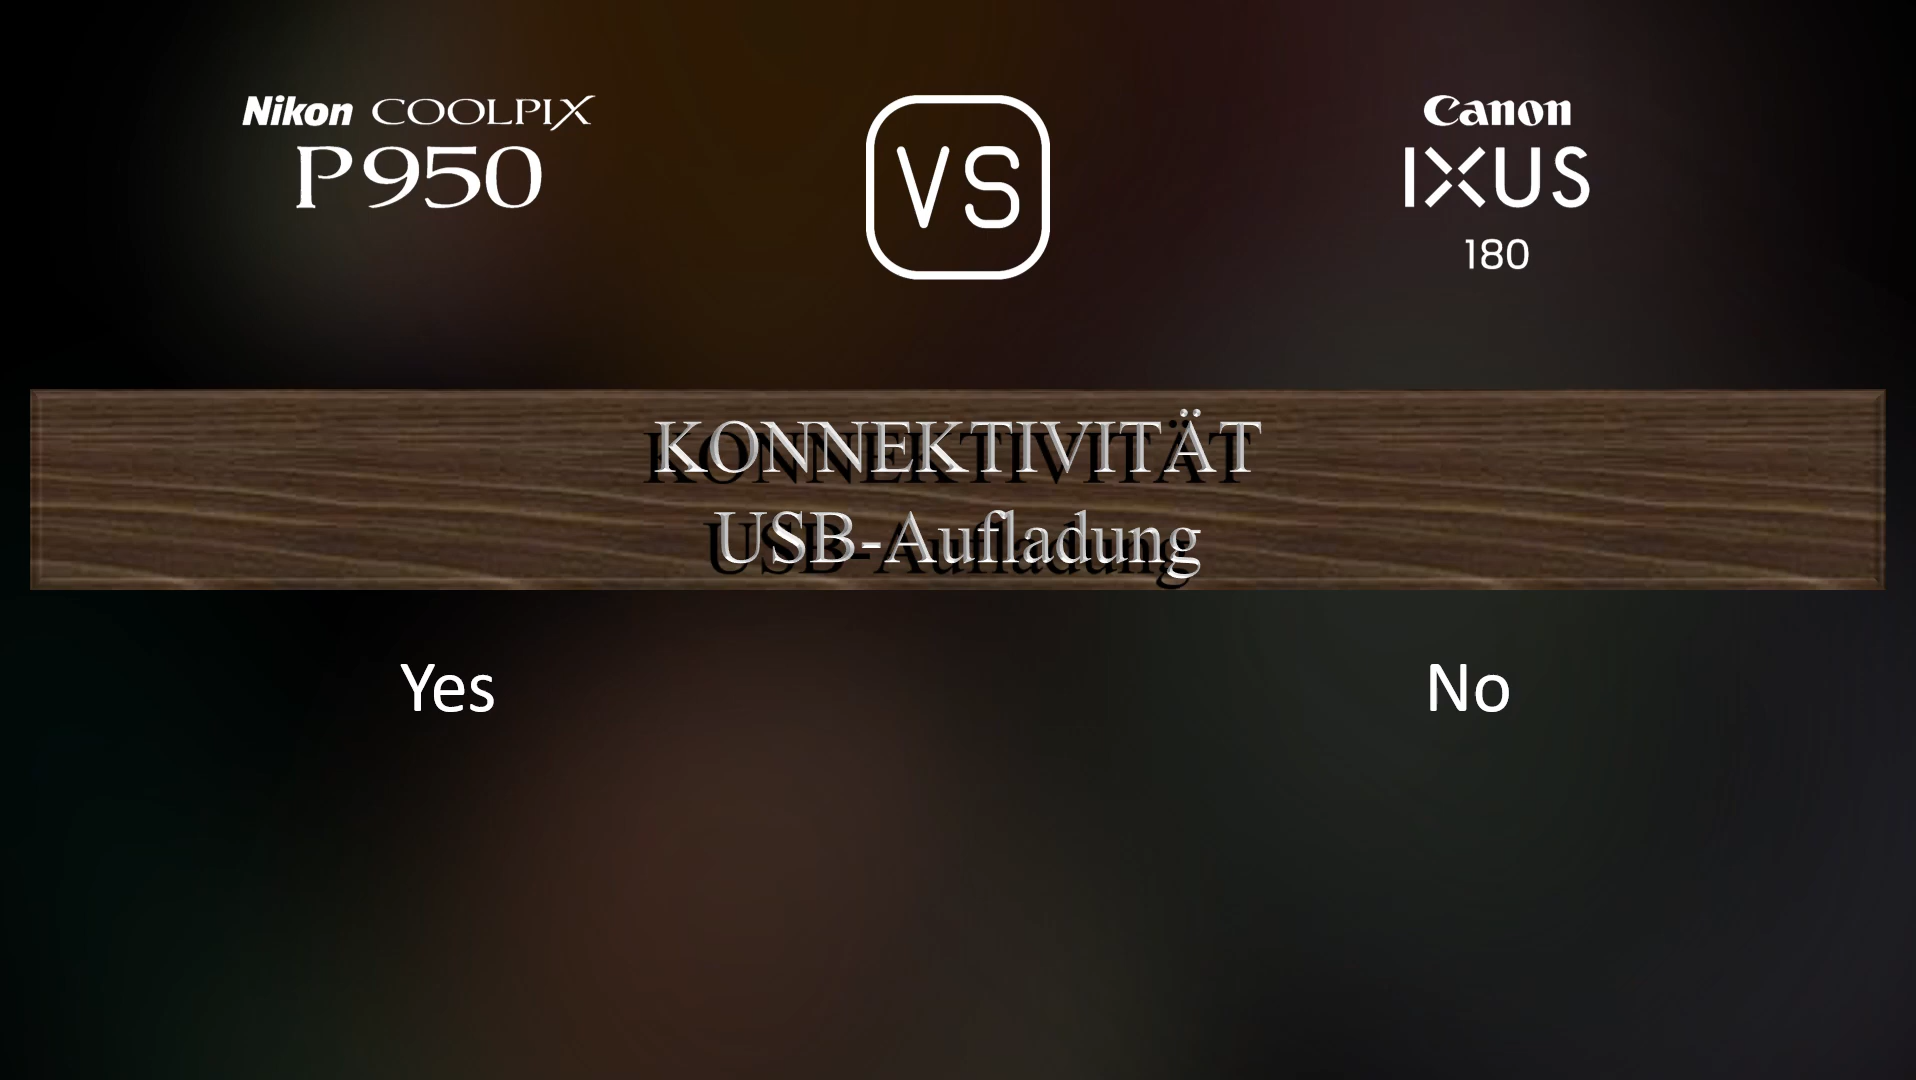 Nikon COOLPIX
P950
VS
Canon
IXUS
180
KONNEKTIVITÄT
USB-Aufladung
Yes
No